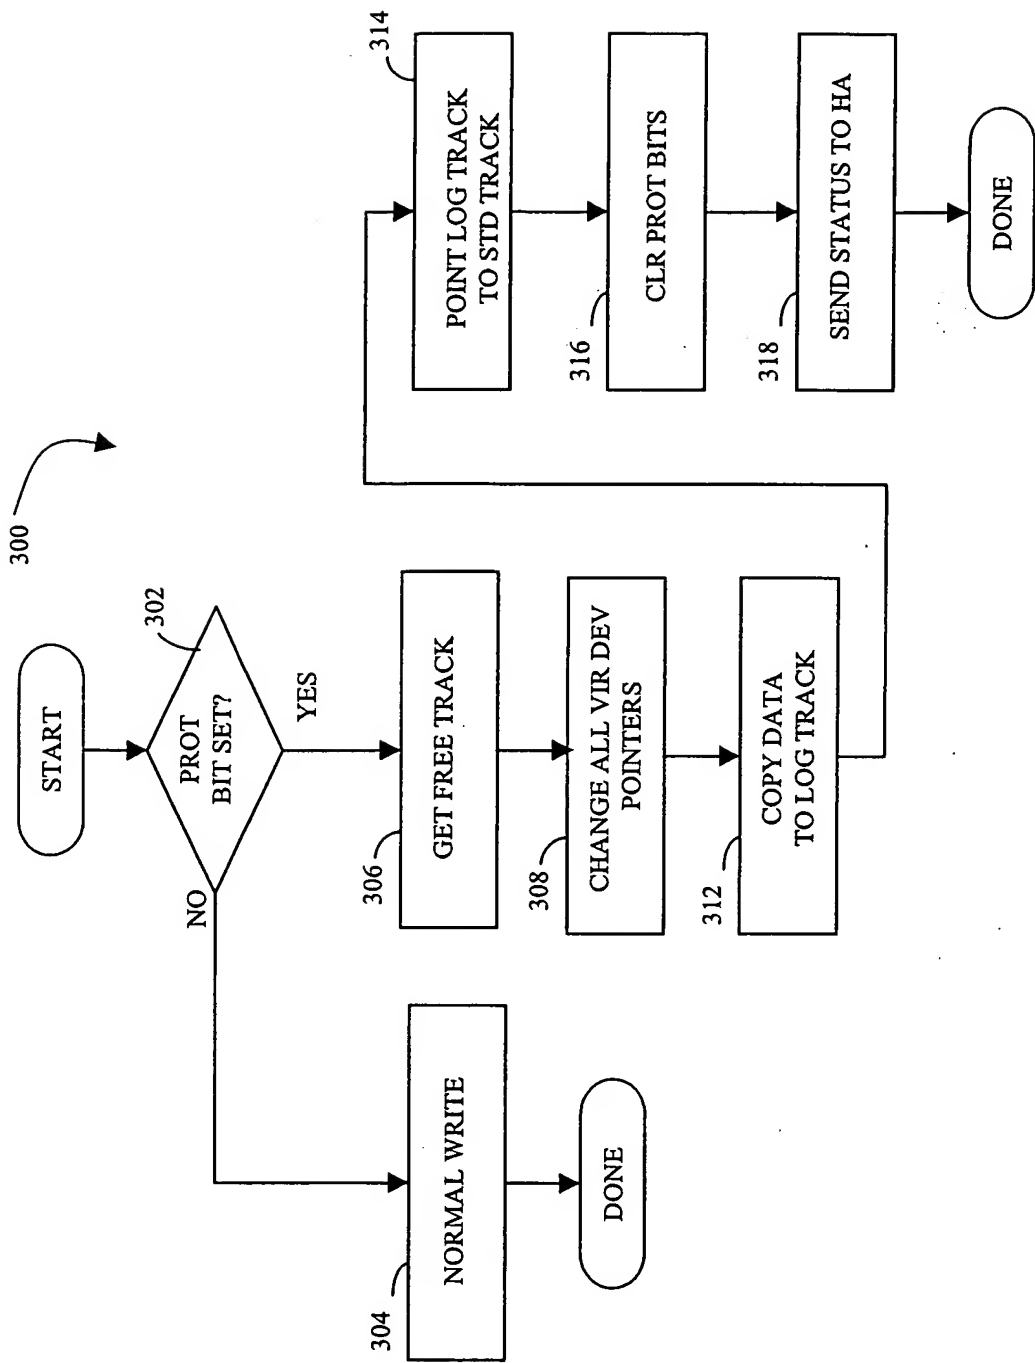 300
START
302
PROT
BIT SET?
NO
YES
304
NORMAL WRITE
DONE
306
GET FREE TRACK
308
CHANGE ALL VIR DEV
POINTERS
312
COPY DATA
TO LOG TRACK
314
POINT LOG TRACK
TO STD TRACK
316
CLR PROT BITS
318
SEND STATUS TO HA
DONE